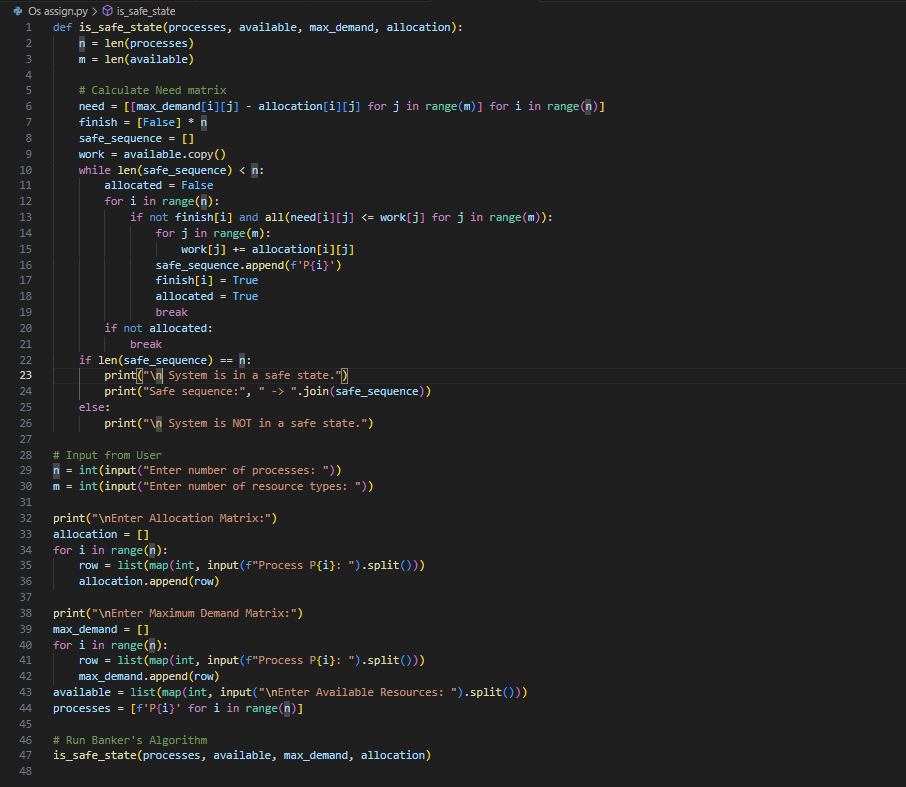 Os assign.py > is_safe_state
1 def is_safe_state(processes, available, max_demand, allocation):
2     n = len(processes)
3     m = len(available)
4
5     # Calculate Need matrix
6     need = [[max_demand[i][j] - allocation[i][j] for j in range(m)] for i in range(n)]
7     finish = [False] * n
8     safe_sequence = []
9     work = available.copy()
10     while len(safe_sequence) < n:
11         allocated = False
12         for i in range(n):
13             if not finish[i] and all(need[i][j] <= work[j] for j in range(m)):
14                 for j in range(m):
15                     work[j] += allocation[i][j]
16                 safe_sequence.append(f'P{i}')
17                 finish[i] = True
18                 allocated = True
19                 break
20         if not allocated:
21             break
22     if len(safe_sequence) == n:
23         print("\n System is in a safe state.")
24         print("Safe sequence:", " -> ".join(safe_sequence))
25     else:
26         print("\n System is NOT in a safe state.")
27
28 # Input from User
29 n = int(input("Enter number of processes: "))
30 m = int(input("Enter number of resource types: "))
31
32 print("\nEnter Allocation Matrix:")
33 allocation = []
34 for i in range(n):
35     row = list(map(int, input(f"Process P{i}: ").split()))
36     allocation.append(row)
37
38 print("\nEnter Maximum Demand Matrix:")
39 max_demand = []
40 for i in range(n):
41     row = list(map(int, input(f"Process P{i}: ").split()))
42     max_demand.append(row)
43 available = list(map(int, input("\nEnter Available Resources: ").split()))
44 processes = [f'P{i}' for i in range(n)]
45
46 # Run Banker's Algorithm
47 is_safe_state(processes, available, max_demand, allocation)
48